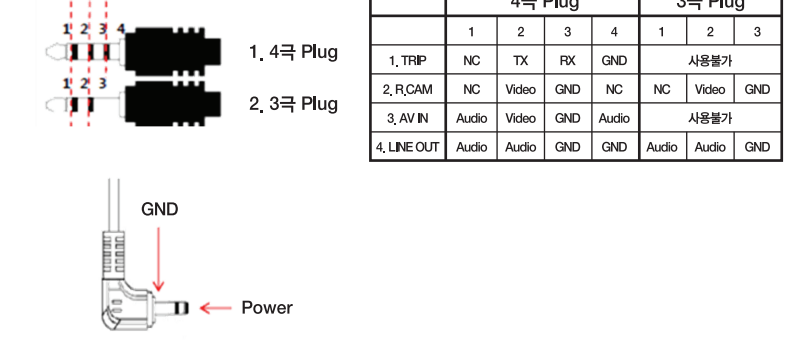 4극 Plug 3극 Plug
1 2 3 4 1 2 3
1. TRIP NC TX RX GND 사용불가
2. R.CAM NC Video GND NC NC Video GND
3. AV IN Audio Video GND Audio 사용불가
4. LINE OUT Audio Audio GND GND Audio Audio GND
1 2 3 4
1. 4극 Plug
1 2 3
2. 3극 Plug
GND
Power